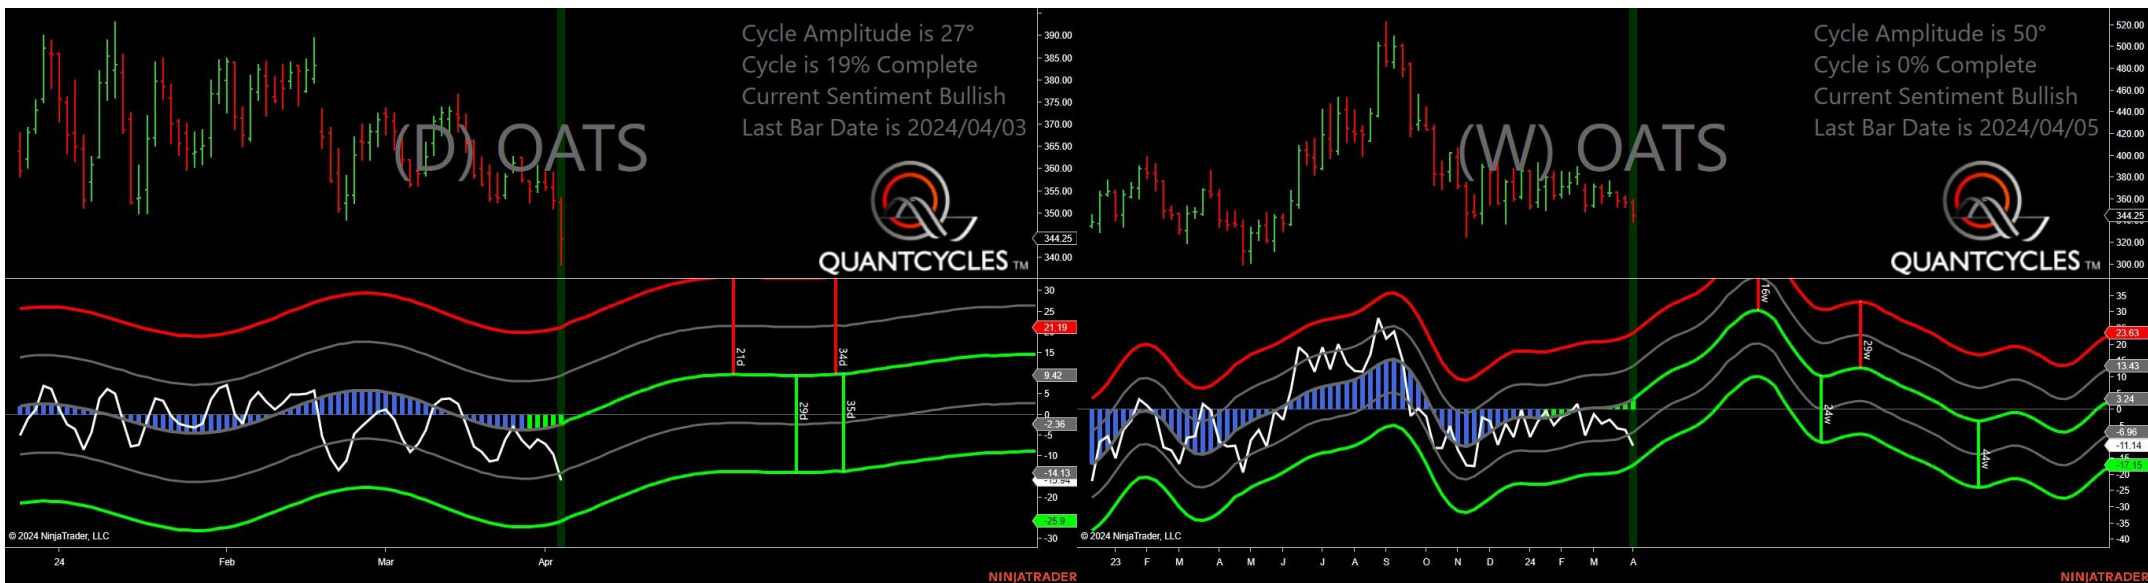 Cycle Amplitude is 27°
Cycle is 19% Complete
Current Sentiment Bullish
Last Bar Date is 2024/04/03
(D) OATS
QUANTCYCLES TM
390.00
385.00
380.00
375.00
370.00
365.00
360.00
355.00
350.00
344.25
340.00
30
25
21.19
15
9.42
5
0
-2.36
-5
-10
-14.13
-15.94
-20
-25.9
-30
21d
34d
29d
35d
© 2024 NinjaTrader, LLC
24
Feb
Mar
Apr
NINJATRADER
Cycle Amplitude is 50°
Cycle is 0% Complete
Current Sentiment Bullish
Last Bar Date is 2024/04/05
(W) OATS
QUANTCYCLES TM
520.00
500.00
480.00
460.00
440.00
420.00
400.00
380.00
360.00
344.25
320.00
300.00
35
30
23.63
20
13.43
10
3.24
0
-6.96
-11.14
-17.15
-20
-25
-30
-35
-40
16w
29w
24w
44w
© 2024 NinjaTrader, LLC
23
F
M
A
M
J
J
A
S
O
N
D
24
F
M
A
NINJATRADER